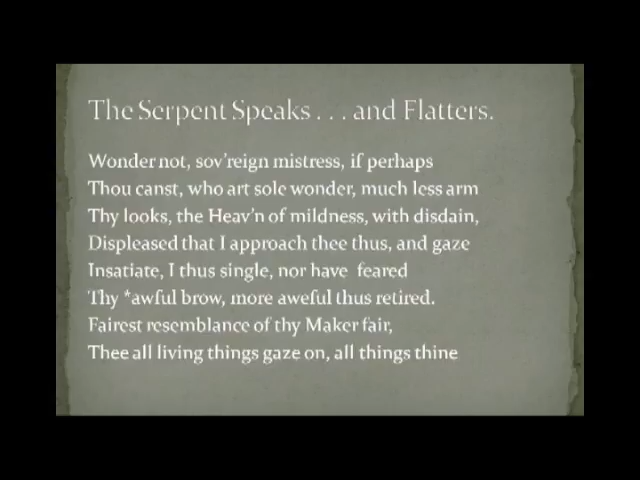 The Serpent Speaks . . . and Flatters.
Wonder not, sov'reign mistress, if perhaps
Thou canst, who art sole wonder, much less arm
Thy looks, the Heav'n of mildness, with disdain,
Displeased that I approach thee thus, and gaze
Insatiate, I thus single, nor have feared
Thy *awful brow, more aweful thus retired.
Fairest resemblance of thy Maker fair,
Thee all living things gaze on, all things thine